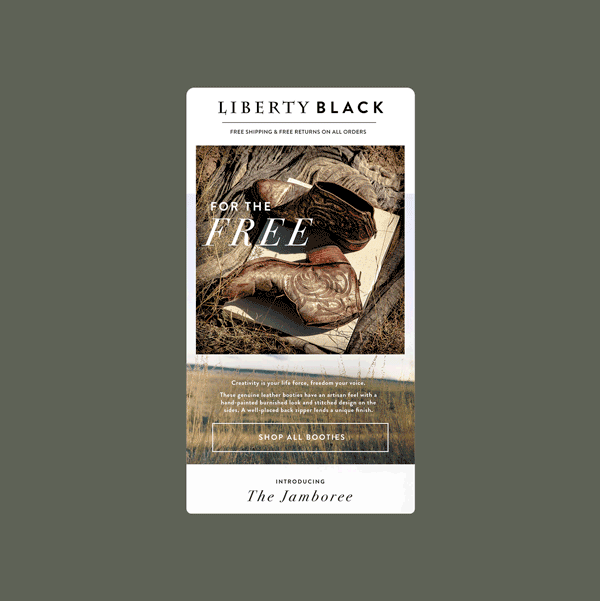 LIBERTY BLACK
FREE SHIPPING & FREE RETURNS ON ALL ORDERS
FOR THE
FREE
Creativity is your life force, freedom your voice.
These genuine leather booties have an artisan feel with a
hand-painted burnished look and stitched design on the
sides. A well-placed back zipper lends a unique finish.
SHOP ALL BOOTIES
INTRODUCING
The Jamboree